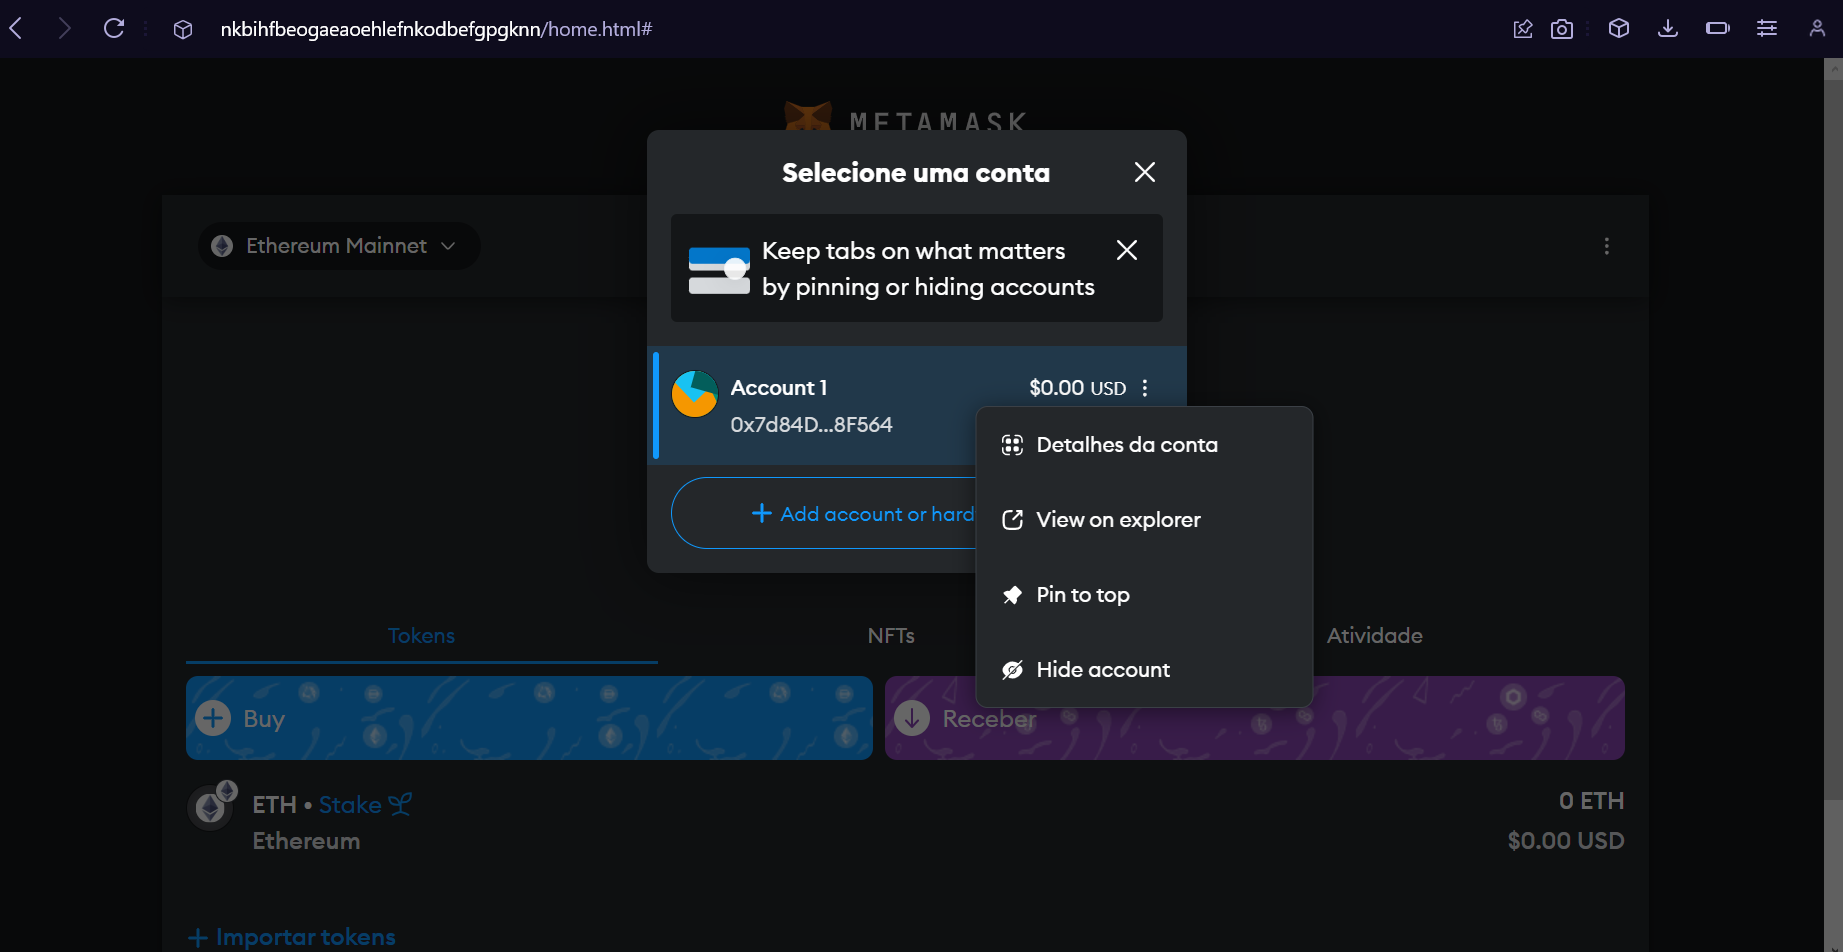 nkbihfbeogaeaoehlefnkodbefgpgknn/home.html#
METAMASK
Selecione uma conta
Ethereum Mainnet
Keep tabs on what matters
by pinning or hiding accounts
Account 1
$0.00 USD
0x7d84D...8F564
Detalhes da conta
+ Add account or hard
View on explorer
Pin to top
Hide account
Tokens
NFTs
Atividade
Buy
Receber
ETH • Stake
0 ETH
Ethereum
$0.00 USD
+ Importar tokens